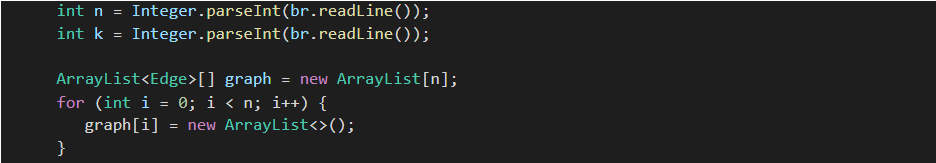 int n = Integer.parseInt(br.readLine());
int k = Integer.parseInt(br.readLine());

ArrayList<Edge>[] graph = new ArrayList[n];
for (int i = 0; i < n; i++) {
   graph[i] = new ArrayList<>();
}